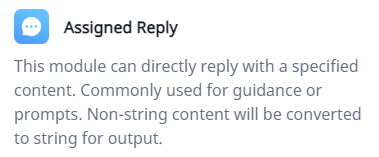 Assigned Reply
This module can directly reply with a specified
content. Commonly used for guidance or
prompts. Non-string content will be converted
to string for output.